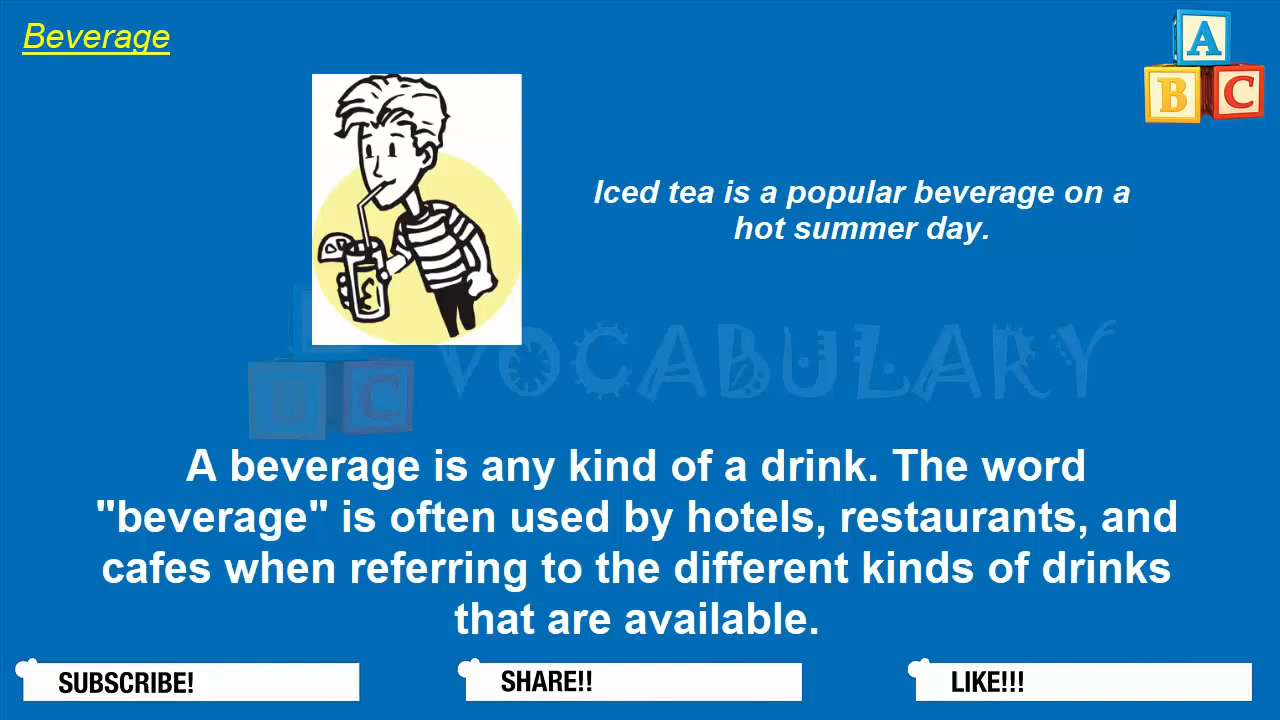 Beverage
A
B C
Iced tea is a popular beverage on a
hot summer day.
B C VOCABULARY
A beverage is any kind of a drink. The word
"beverage" is often used by hotels, restaurants, and
cafes when referring to the different kinds of drinks
that are available.
SUBSCRIBE!
SHARE!!
LIKE!!!